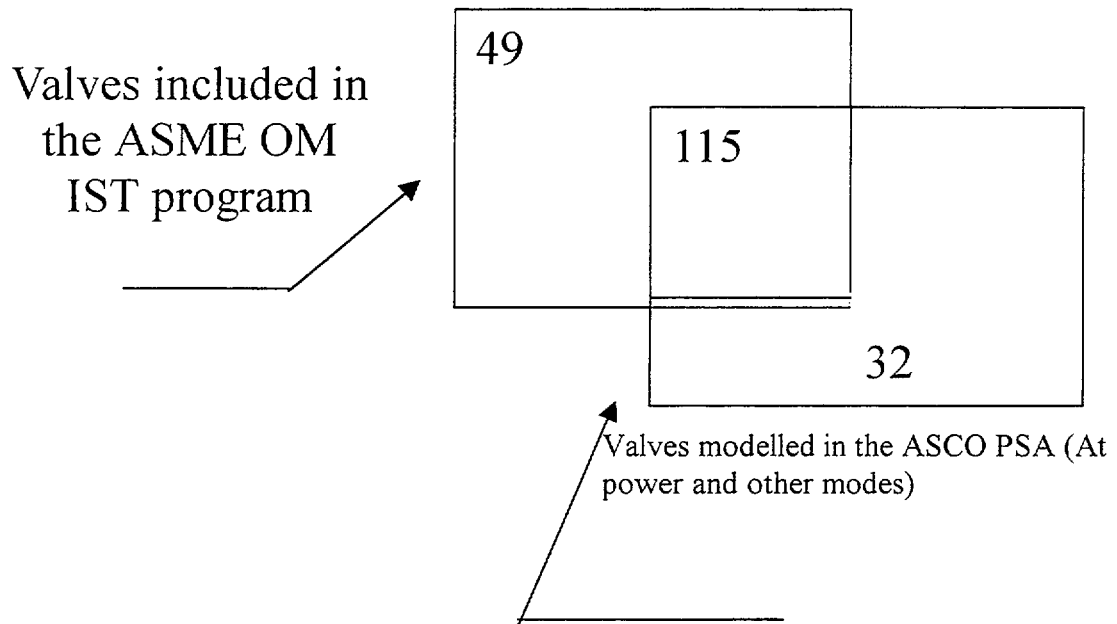 49
Valves included in
the ASME OM
IST program
115
32
Valves modelled in the ASCO PSA (At
power and other modes)